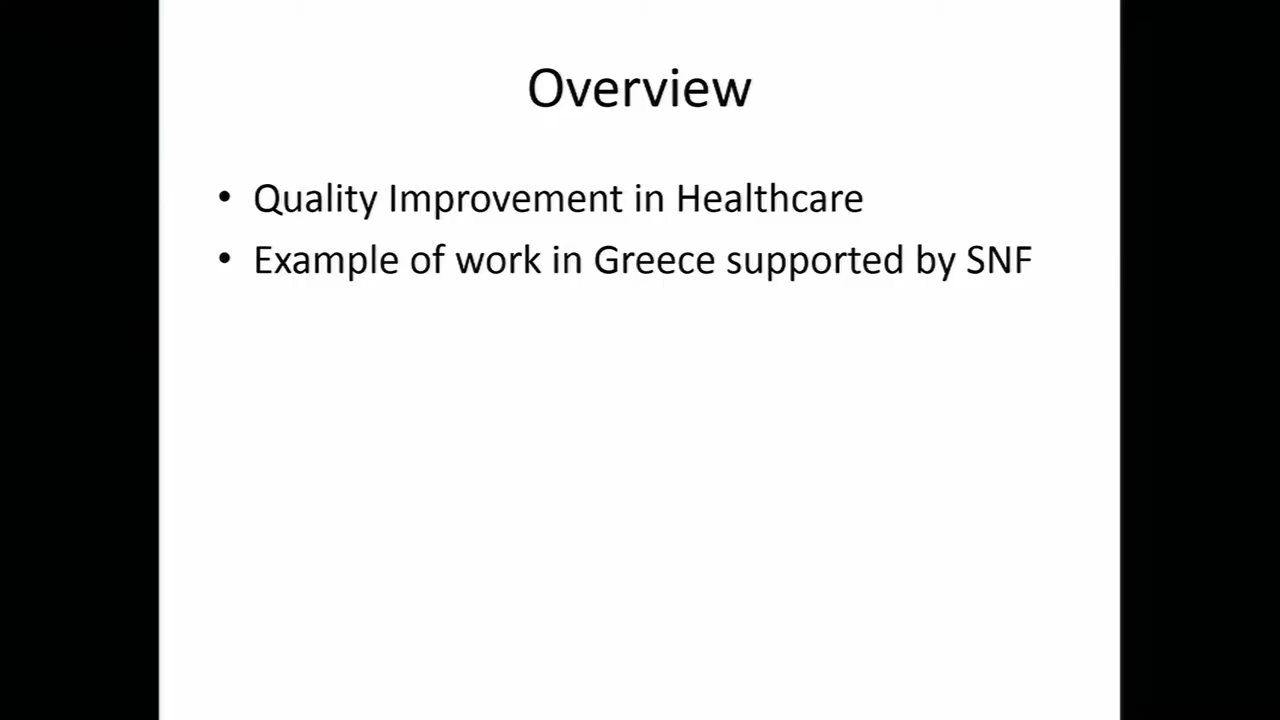 Overview
• Quality Improvement in Healthcare
• Example of work in Greece supported by SNF